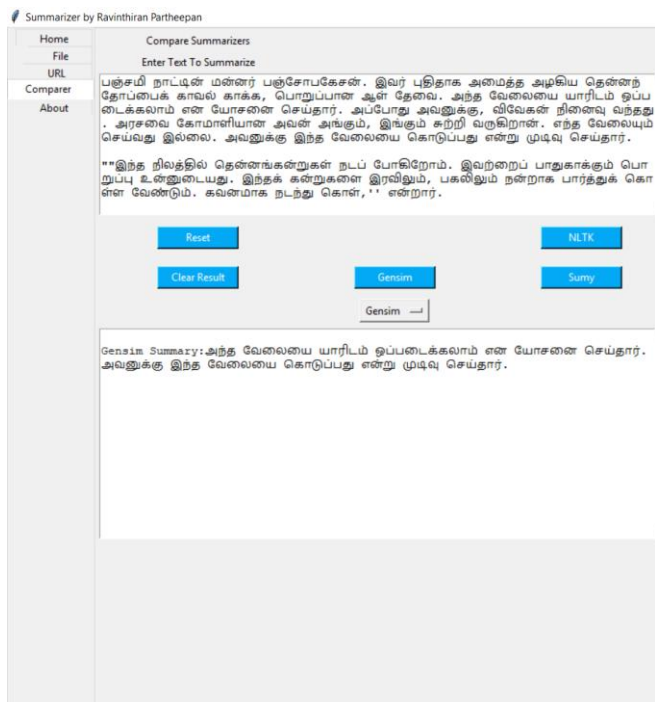 Summarizer by Ravinthiran Partheepan
Home
File
URL
Comparer
About
Compare Summarizers
Enter Text To Summarize
பஞ்சமி நாட்டின் மன்னர் பஞ்சோபகேசன். இவர் புதிதாக அமைத்த அழகிய தென்னந்
தோப்பைக் காவல் காக்க, பொறுப்பான ஆள் தேவை. அந்த வேலையை யாரிடம் ஒப்ப
டைக்கலாம் என யோசனை செய்தார். அப்போது அவனுக்கு, விவேகன் நினைவு வந்தது
. அரசவை கோமாளியான அவன் அங்கும், இங்கும் சுற்றி வருகிறான். எந்த வேலையும்
செய்வது இல்லை. அவனுக்கு இந்த வேலையை கொடுப்பது என்று முடிவு செய்தார்.
""இந்த நிலத்தில் தென்னங்கன்றுகள் நடப் போகிறோம். இவற்றைப் பாதுகாக்கும் பொ
றுப்பு உன்னுடையது. இந்தக் கன்றுகளை இரவிலும், பகலிலும் நன்றாக பார்த்துக் கொ
ள்ள வேண்டும். கவனமாக நடந்து கொள்,'' என்றார்.
Reset
NLTK
Clear Result
Gensim
Sumy
Gensim
Gensim Summary:அந்த வேலையை யாரிடம் ஒப்படைக்கலாம் என யோசனை செய்தார்.
அவனுக்கு இந்த வேலையை கொடுப்பது என்று முடிவு செய்தார்.